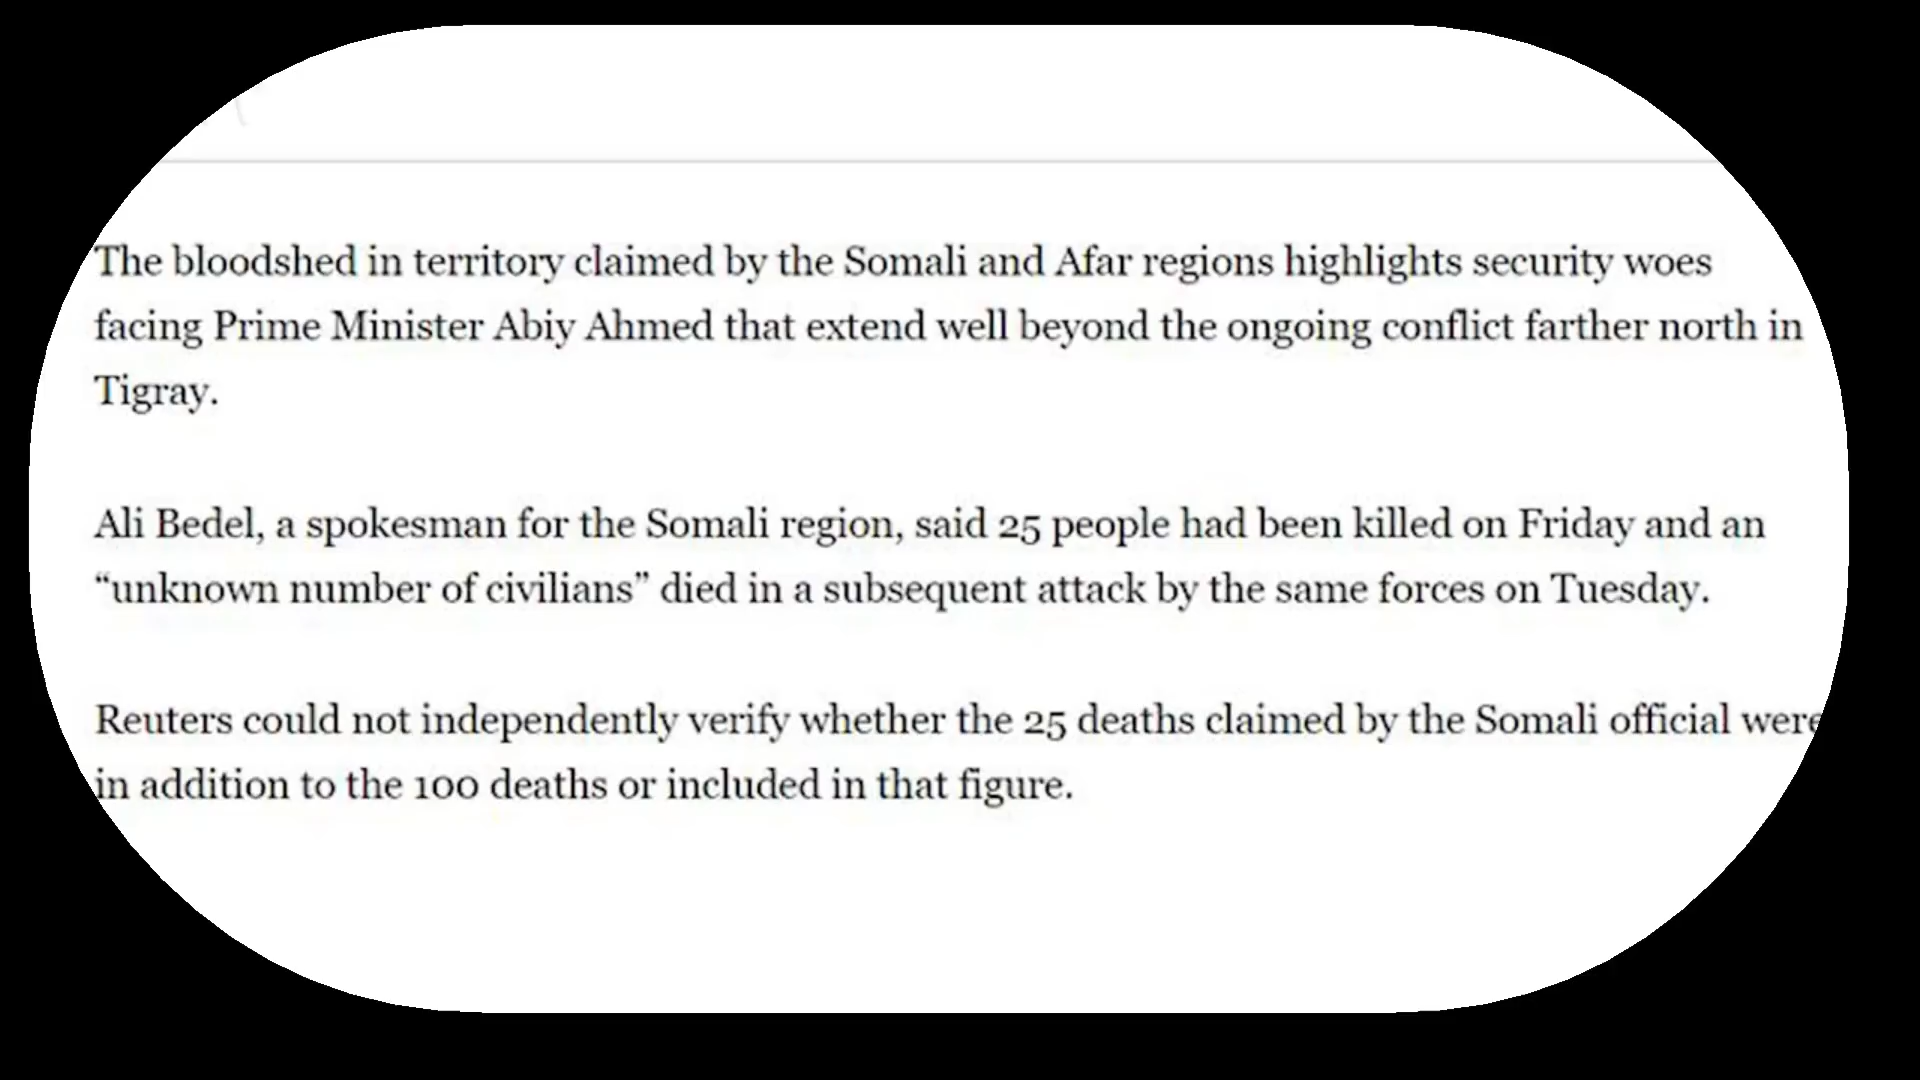 The bloodshed in territory claimed by the Somali and Afar regions highlights security woes
facing Prime Minister Abiy Ahmed that extend well beyond the ongoing conflict farther north in
Tigray.
Ali Bedel, a spokesman for the Somali region, said 25 people had been killed on Friday and an
“unknown number of civilians” died in a subsequent attack by the same forces on Tuesday.
Reuters could not independently verify whether the 25 deaths claimed by the Somali official were
in addition to the 100 deaths or included in that figure.